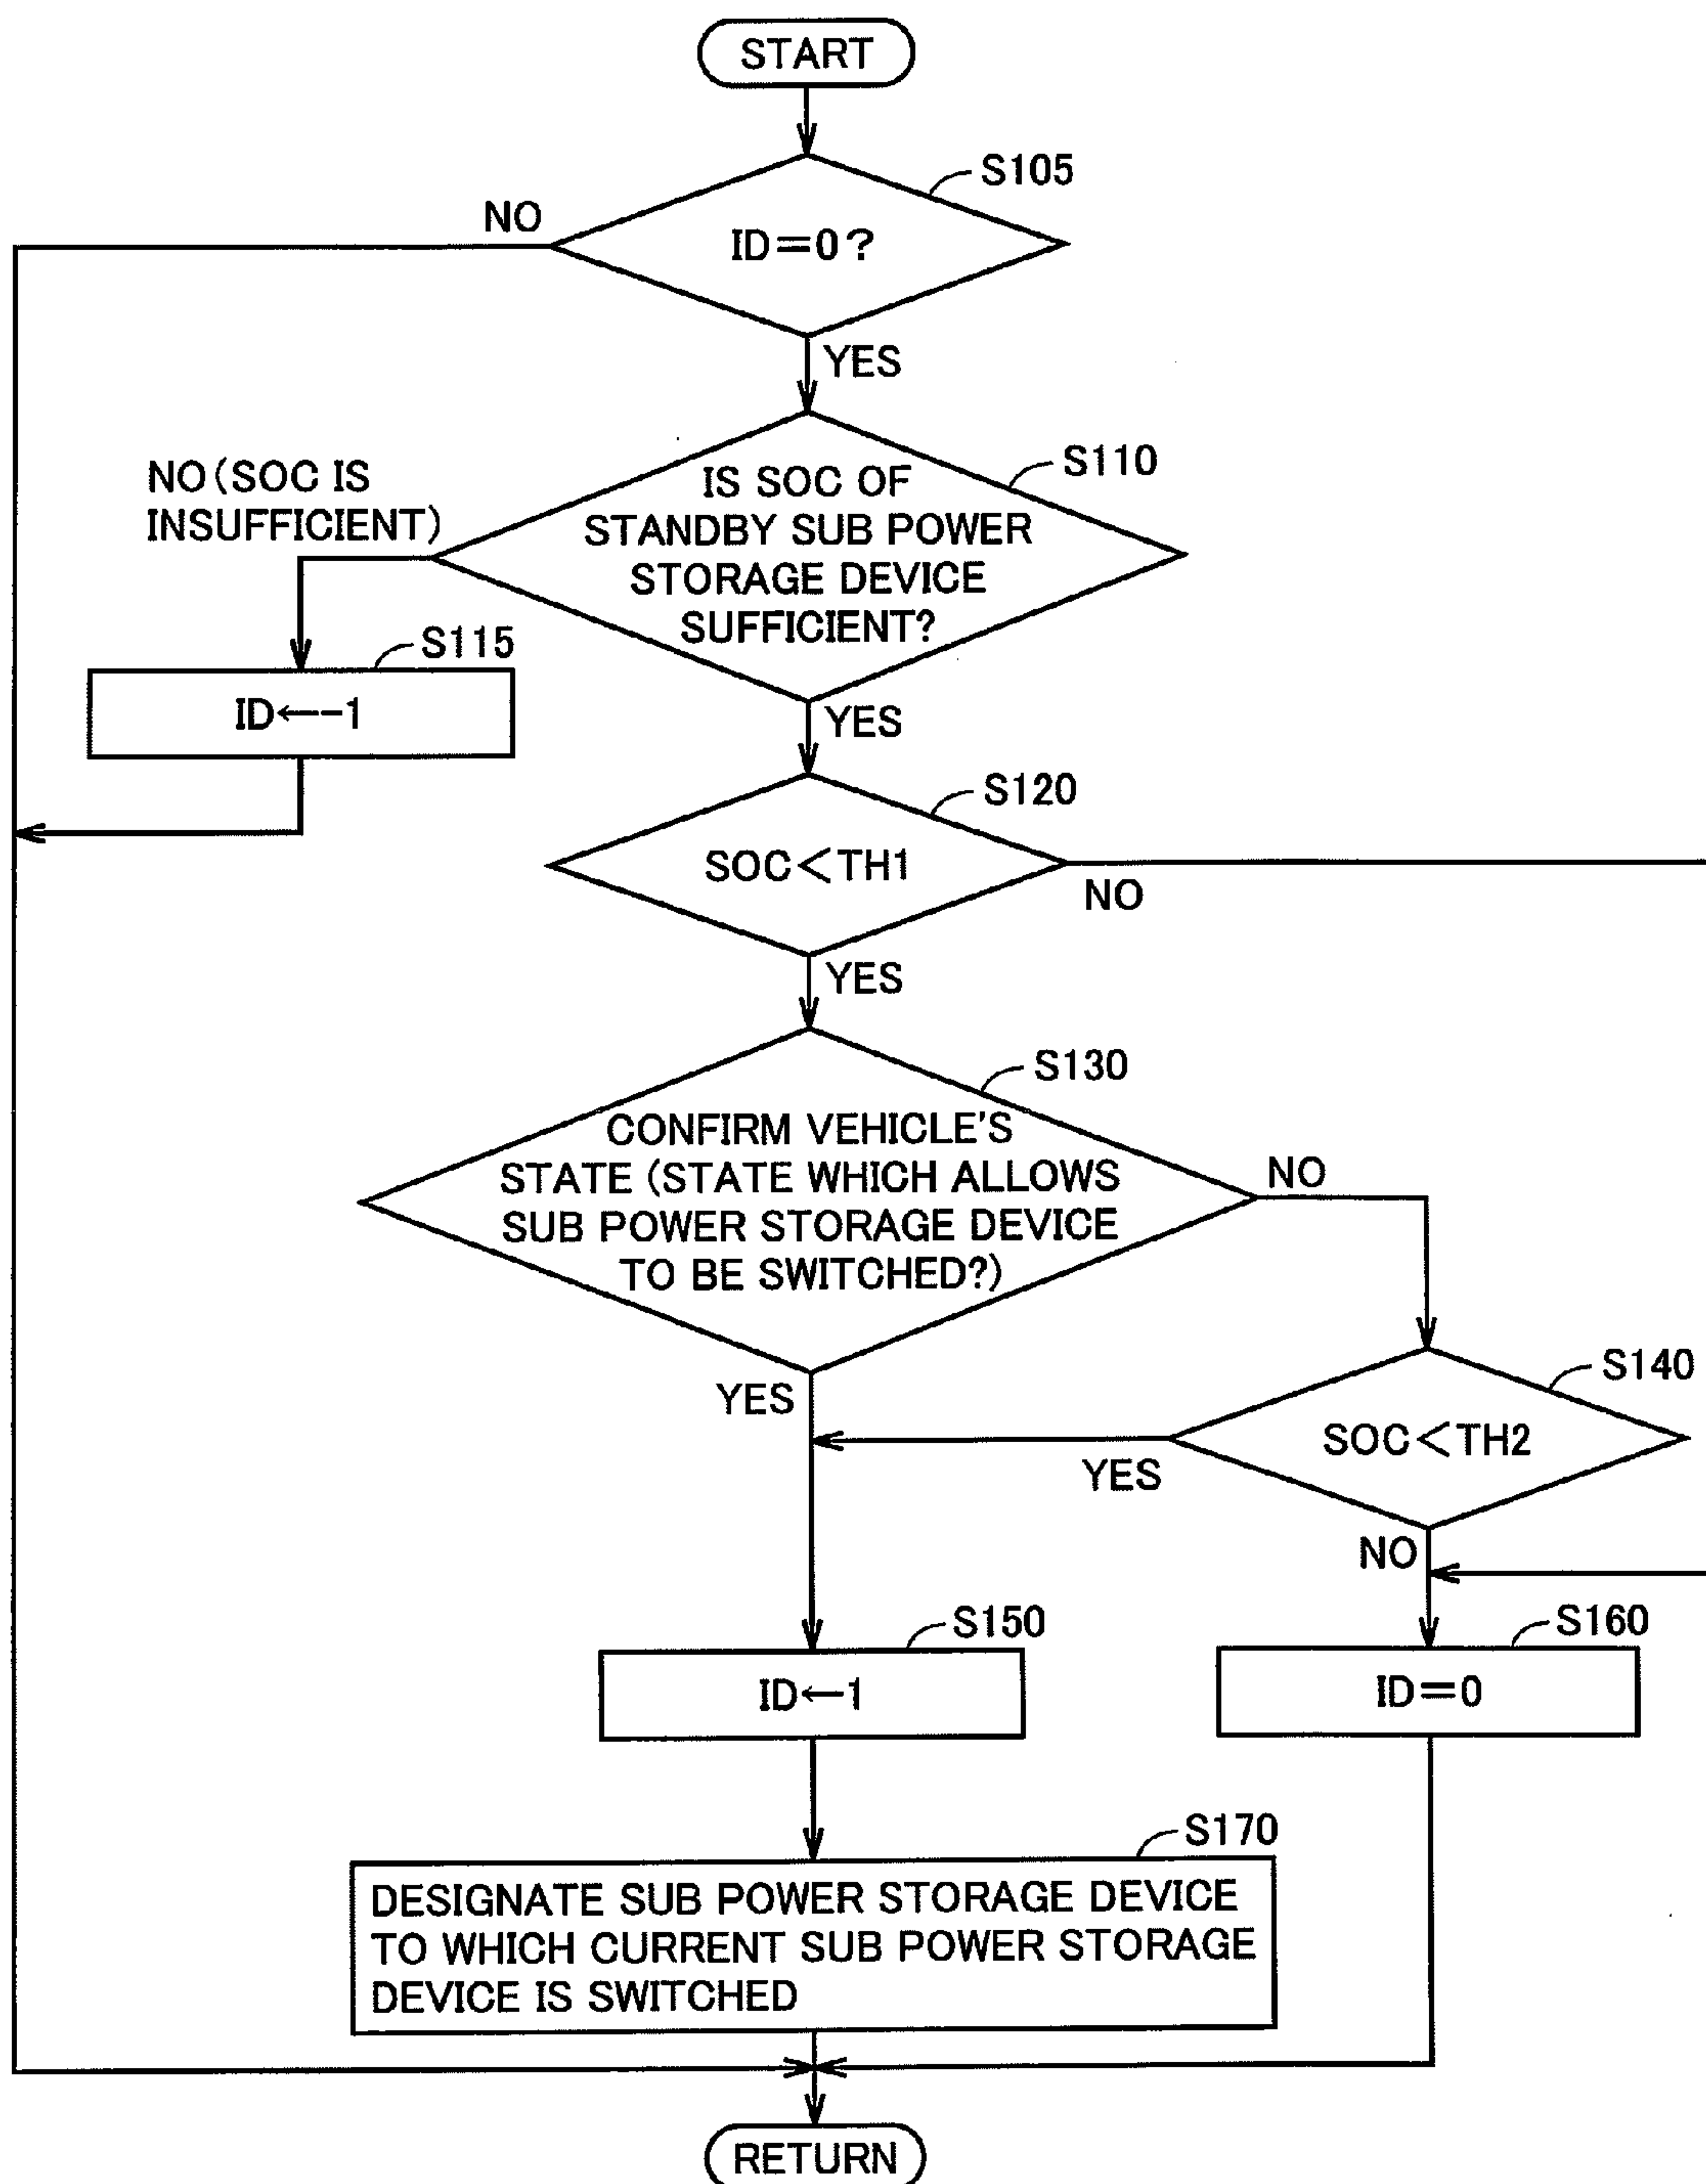 START
S105
NO
ID=0?
YES
S110
NO(SOC IS
INSUFFICIENT)
IS SOC OF
STANDBY SUB POWER
STORAGE DEVICE
SUFFICIENT?
S115
ID←-1
YES
S120
SOC<TH1
NO
YES
S130
CONFIRM VEHICLE'S
STATE (STATE WHICH ALLOWS
SUB POWER STORAGE DEVICE
TO BE SWITCHED?)
NO
YES
S140
SOC<TH2
YES
NO
S150
ID←1
S160
ID=0
S170
DESIGNATE SUB POWER STORAGE DEVICE
TO WHICH CURRENT SUB POWER STORAGE
DEVICE IS SWITCHED
RETURN